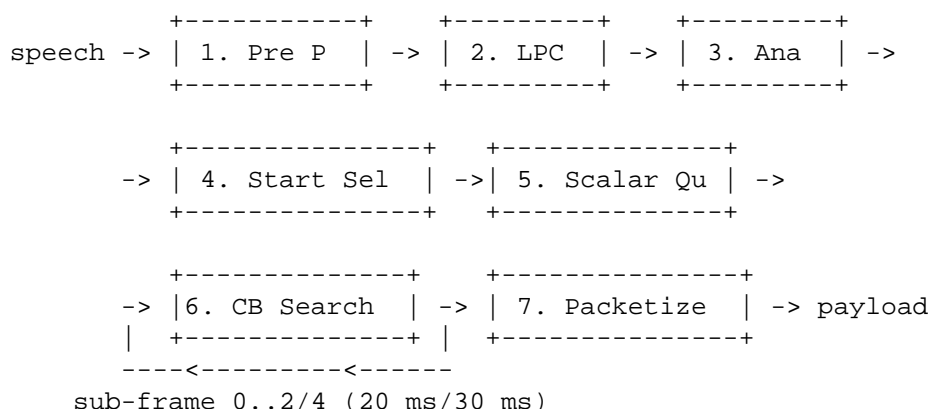 +-----------+ +---------+ +---------+
speech -> | 1. Pre P | -> | 2. LPC | -> | 3. Ana | ->
+-----------+ +---------+ +---------+
+---------------+ +--------------+
-> | 4. Start Sel | ->| 5. Scalar Qu | ->
+---------------+ +--------------+
+--------------+ +---------------+
-> |6. CB Search | -> | 7. Packetize | -> payload
| +--------------+ | +---------------+
----<---------<------
sub-frame 0..2/4 (20 ms/30 ms)